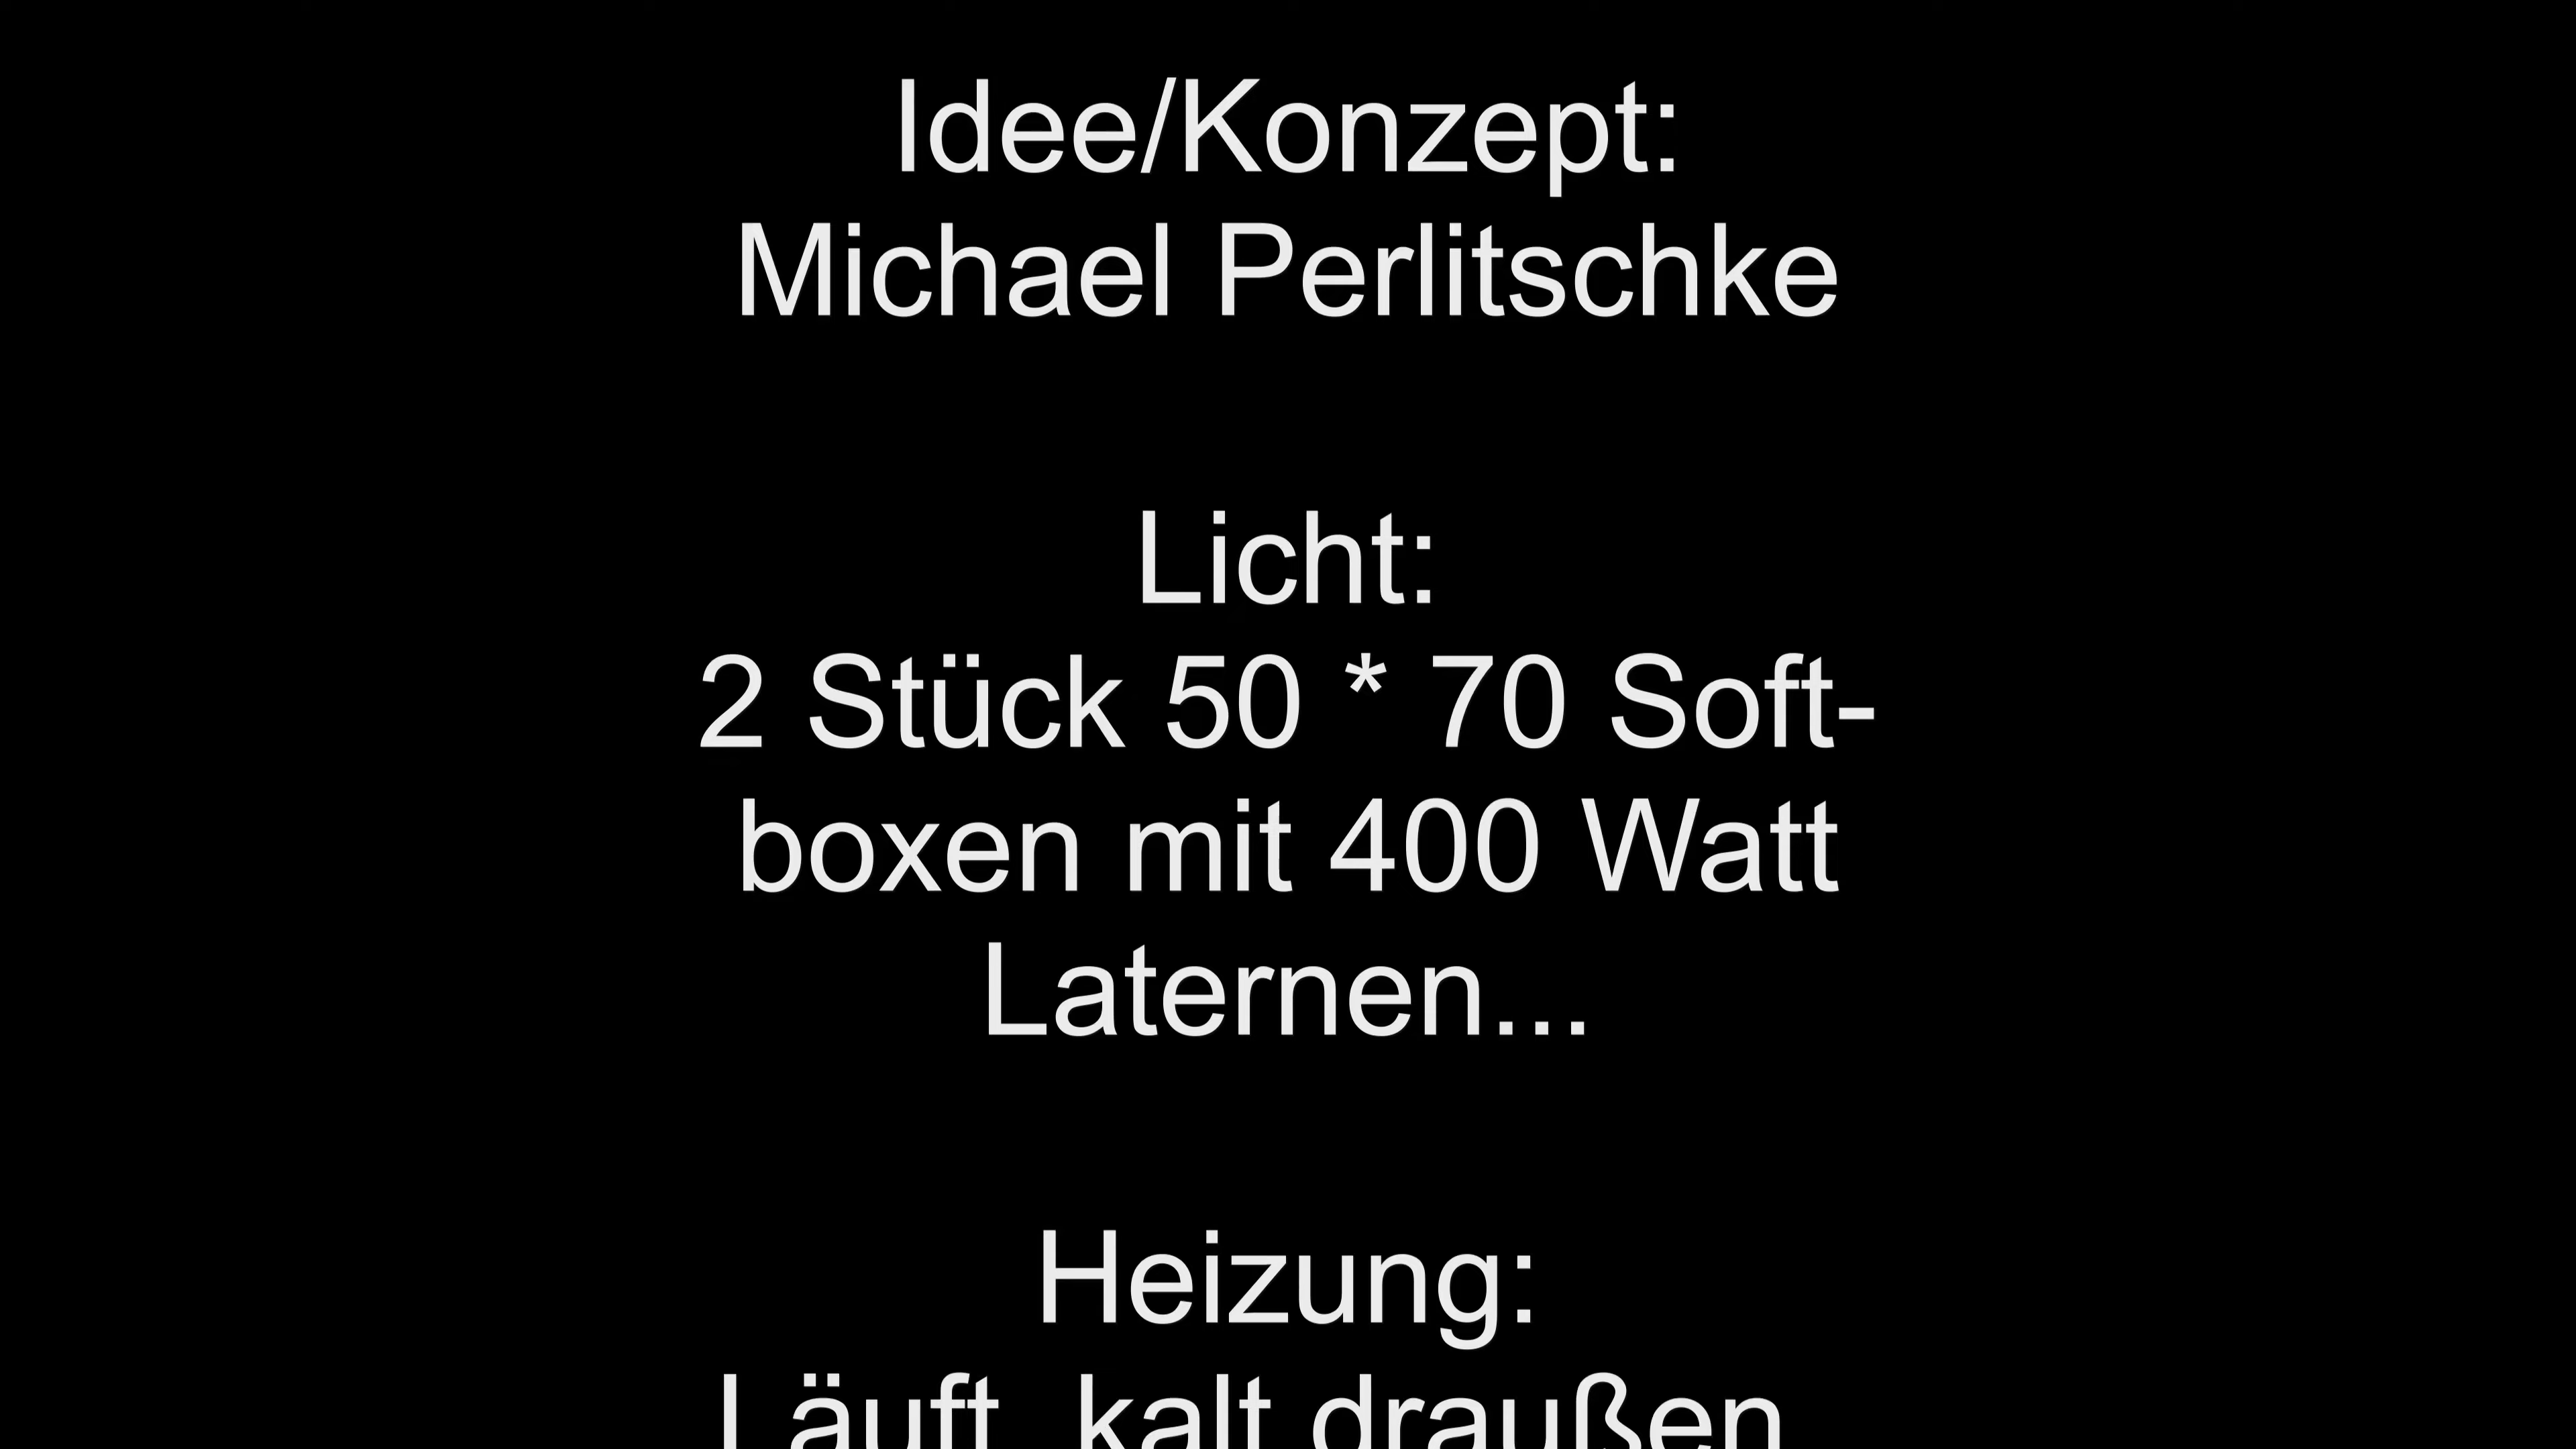 Idee/Konzept:
Michael Perlitschke
Licht:
2 Stück 50 * 70 Soft-
boxen mit 400 Watt
Laternen...
Heizung:
Läuft, kalt draußen